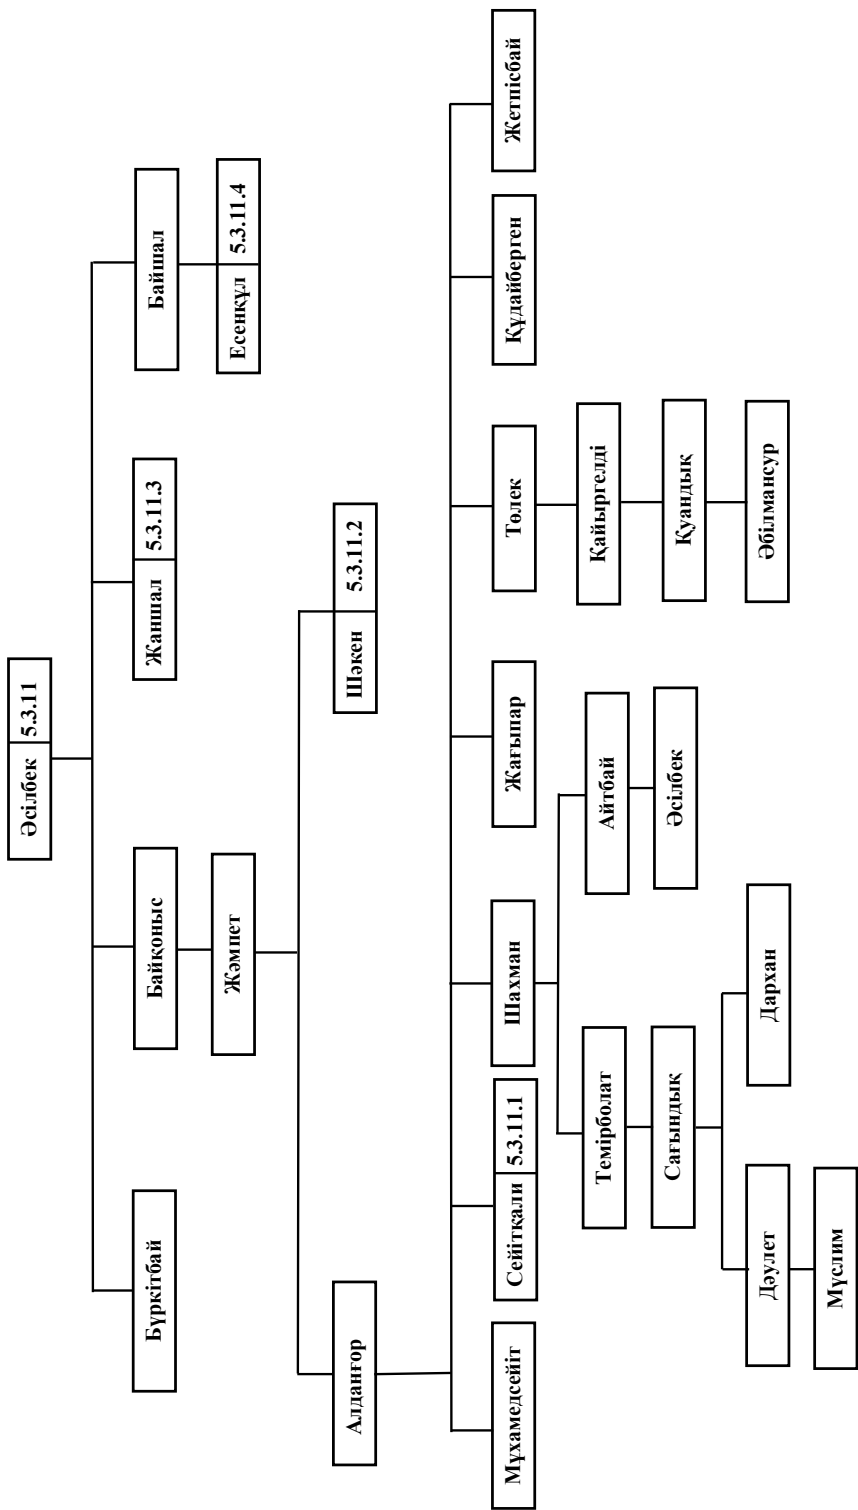 Әсілбек 5.3.11
Бүркітбай
Байқоныс
Жаншал 5.3.11.3
Байшал
Жәмпет
Есенқұл 5.3.11.4
Алданғор
Шәкен 5.3.11.2
Мұхамедсейіт
Сейітқали 5.3.11.1
Шахман
Жағыпар
Төлек
Құдайберген
Жетпісбай
Темірболат
Айтбай
Қайыргелді
Сағындық
Әсілбек
Қуандық
Дәулет
Дархан
Әбілмансур
Мүслим